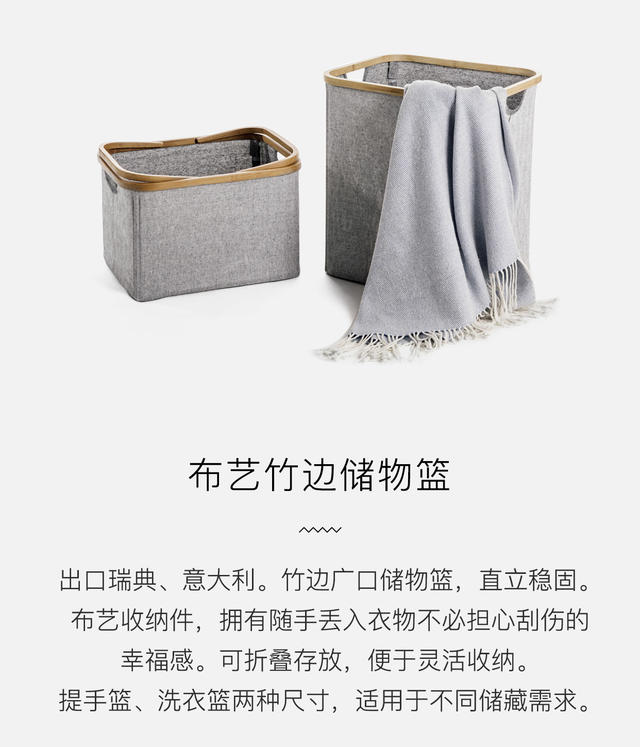 布艺竹边储物篮
出口瑞典、意大利。竹边广口储物篮，直立稳固。
布艺收纳件，拥有随手丢入衣物不必担心刮伤的
幸福感。可折叠存放，便于灵活收纳。
提手篮、洗衣篮两种尺寸，适用于不同储藏需求。